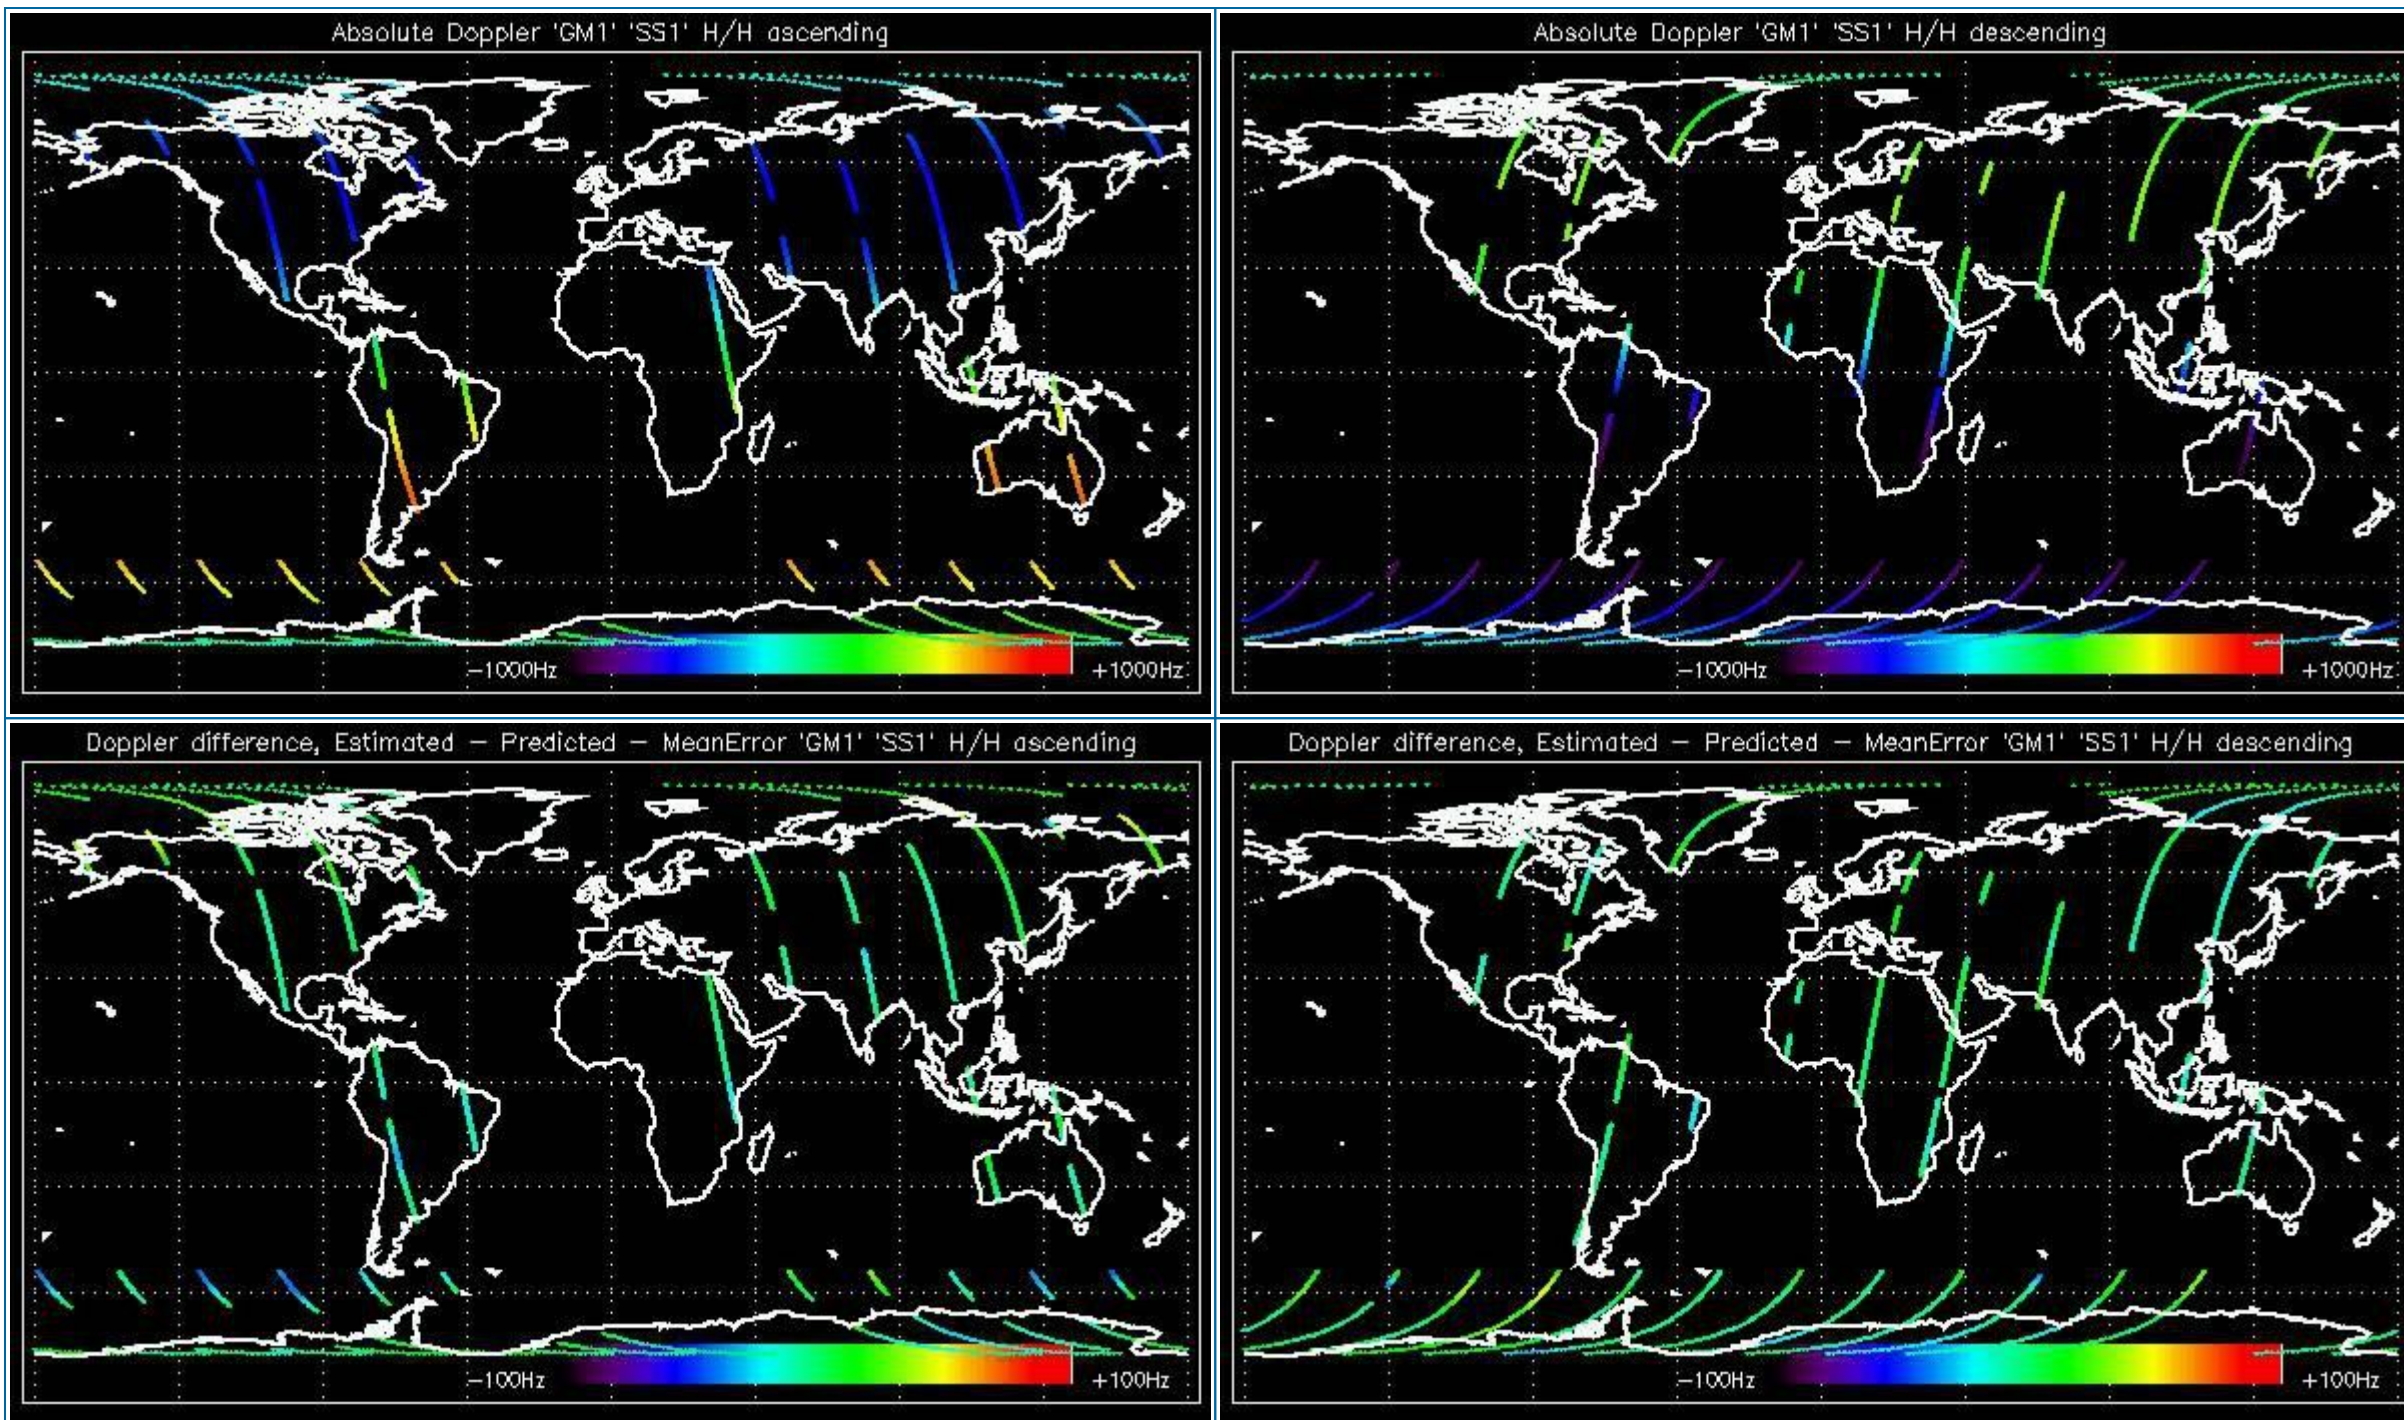 Absolute Doppler 'GM1' 'SS1' H/H ascending
-1000Hz
+1000Hz
Absolute Doppler 'GM1' 'SS1' H/H descending
-1000Hz
+1000Hz
Doppler difference, Estimated - Predicted - MeanError 'GM1' 'SS1' H/H ascending
-100Hz
+100Hz
Doppler difference, Estimated - Predicted - MeanError 'GM1' 'SS1' H/H descending
-100Hz
+100Hz